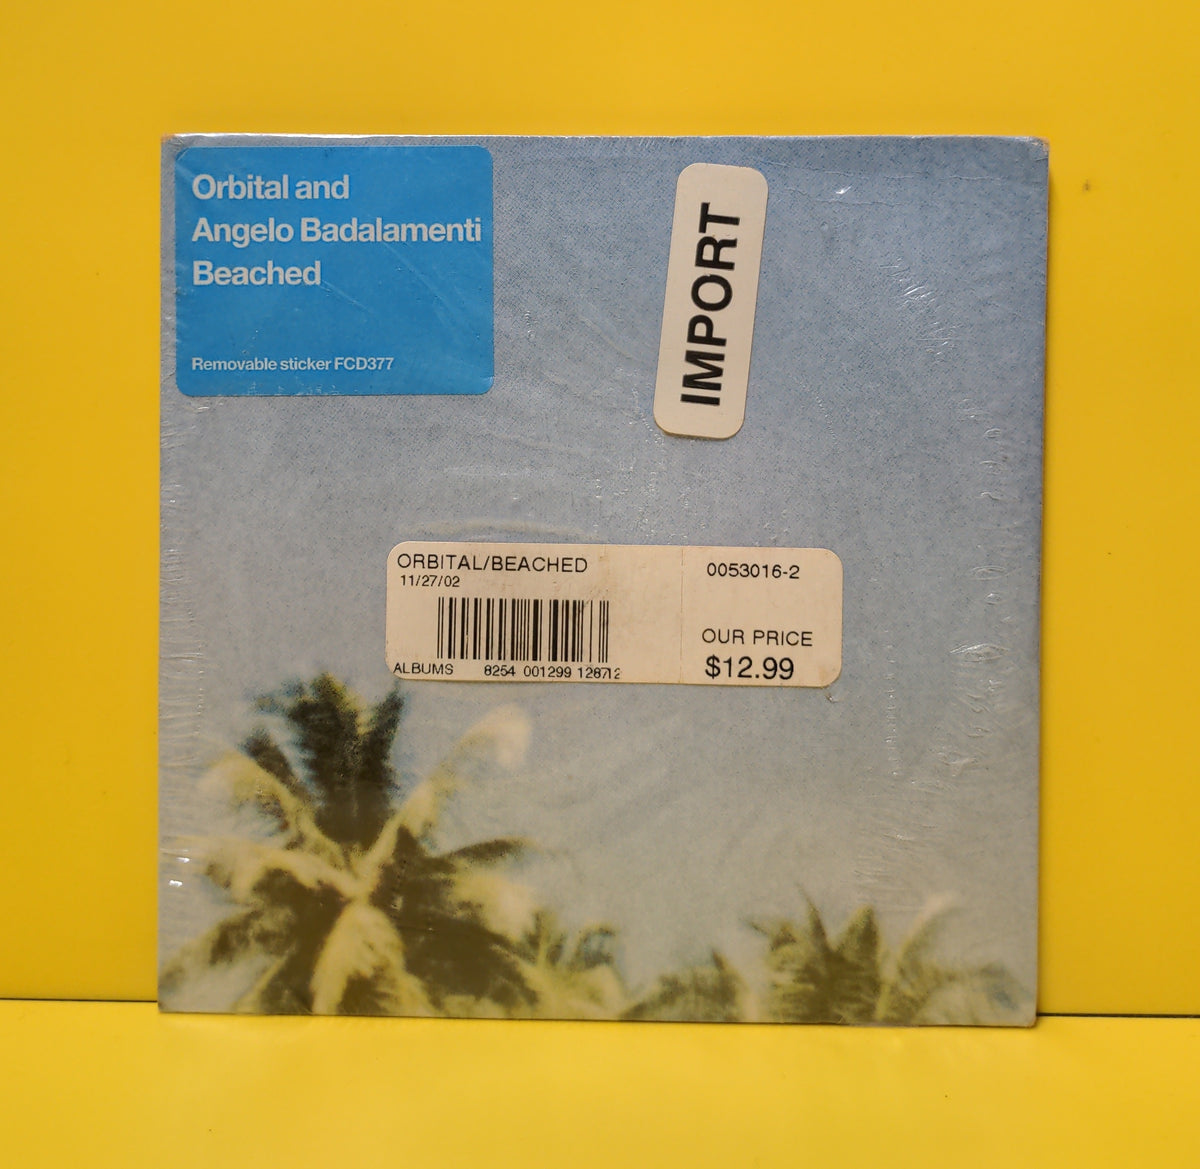 Orbital and
Angelo Badalamenti
Beached
Removable sticker FCD377
IMPORT
ORBITAL/BEACHED
11/27/02
0053016-2
OUR PRICE
$12.99
ALBUMS 8254 001299 128712